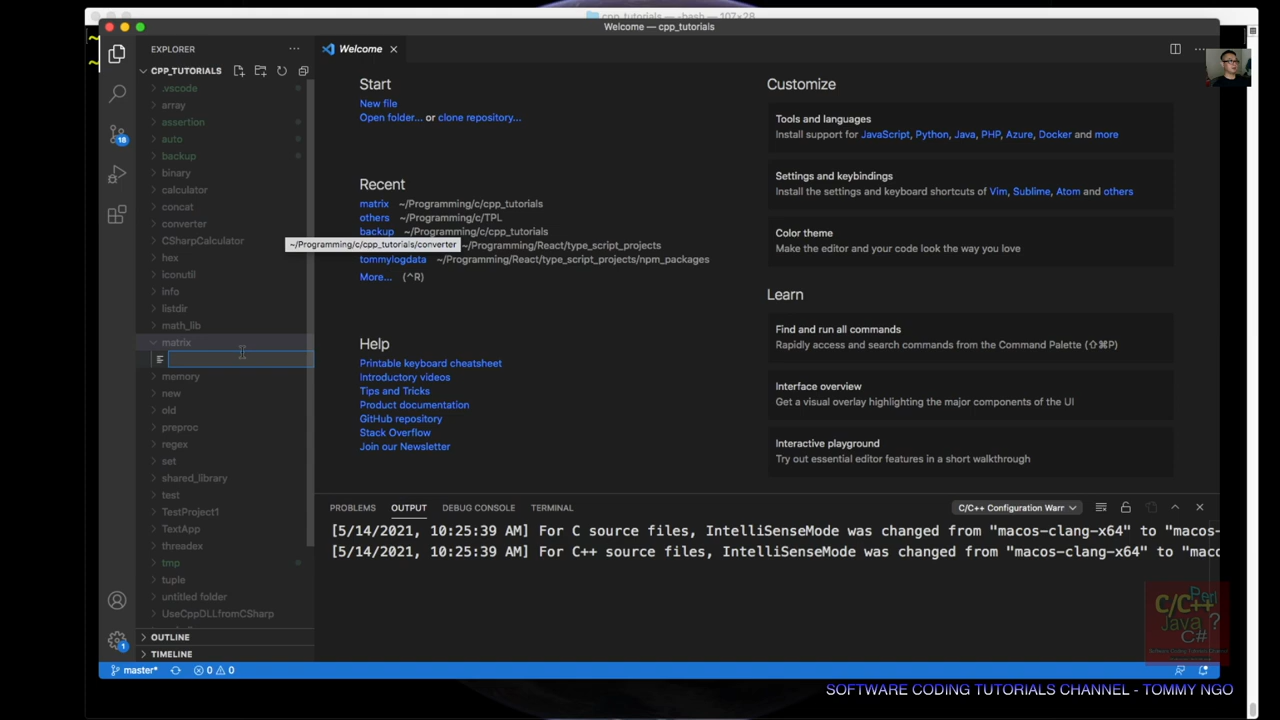 cpp_tutorials — -bash — 107×28
Welcome — cpp_tutorials
~
~
EXPLORER
CPP_TUTORIALS
.vscode
array
assertion
auto
backup
binary
calculator
concat
converter
CSharpCalculator
hex
iconutil
info
listdir
math_lib
matrix
memory
new
old
preproc
regex
set
shared_library
test
TestProject1
TextApp
threadex
tmp
tuple
untitled folder
UseCppDLLfromCSharp
OUTLINE
TIMELINE
18
1
Welcome
Start
New file
Open folder... or clone repository...
Recent
matrix ~/Programming/c/cpp_tutorials
others ~/Programming/c/TPL
backup ~/Programming/c/cpp_tutorials
~/Programming/c/cpp_tutorials/converter
~/Programming/React/type_script_projects
tommylogdata ~/Programming/React/type_script_projects/npm_packages
More... (^R)
Help
Printable keyboard cheatsheet
Introductory videos
Tips and Tricks
Product documentation
GitHub repository
Stack Overflow
Join our Newsletter
Customize
Tools and languages
Install support for JavaScript, Python, Java, PHP, Azure, Docker and more
Settings and keybindings
Install the settings and keyboard shortcuts of Vim, Sublime, Atom and others
Color theme
Make the editor and your code look the way you love
Learn
Find and run all commands
Rapidly access and search commands from the Command Palette (⇧⌘P)
Interface overview
Get a visual overlay highlighting the major components of the UI
Interactive playground
Try out essential editor features in a short walkthrough
PROBLEMS OUTPUT DEBUG CONSOLE TERMINAL
C/C++ Configuration Warr
[5/14/2021, 10:25:39 AM] For C source files, IntelliSenseMode was changed from "macos-clang-x64" to "macos-
[5/14/2021, 10:25:39 AM] For C++ source files, IntelliSenseMode was changed from "macos-clang-x64" to "maco
C/C++ Perl
Java ?
C#
master* 0 0
SOFTWARE CODING TUTORIALS CHANNEL - TOMMY NGO